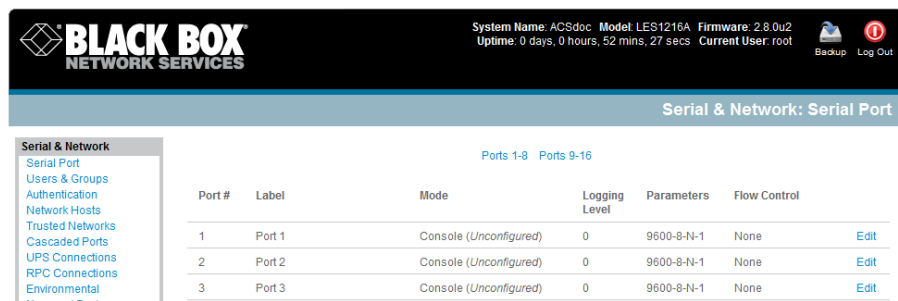 BLACK BOX
NETWORK SERVICES
System Name: ACSdoc Model: LES1216A Firmware: 2.8.0u2
Uptime: 0 days, 0 hours, 52 mins, 27 secs Current User: root
Backup Log Out
Serial & Network: Serial Port
Serial & Network
Serial Port
Users & Groups
Authentication
Network Hosts
Trusted Networks
Cascaded Ports
UPS Connections
RPC Connections
Environmental
Ports 1-8 Ports 9-16
Port # Label Mode Logging Level Parameters Flow Control
1 Port 1 Console (Unconfigured) 0 9600-8-N-1 None Edit
2 Port 2 Console (Unconfigured) 0 9600-8-N-1 None Edit
3 Port 3 Console (Unconfigured) 0 9600-8-N-1 None Edit